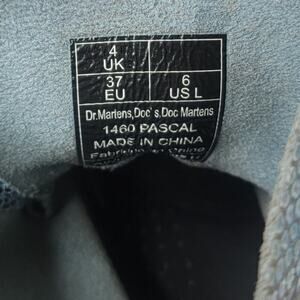 4
UK
37
EU
6
US L
Dr.Martens,Doc's,Doc Martens
1460 PASCAL
MADE IN CHINA